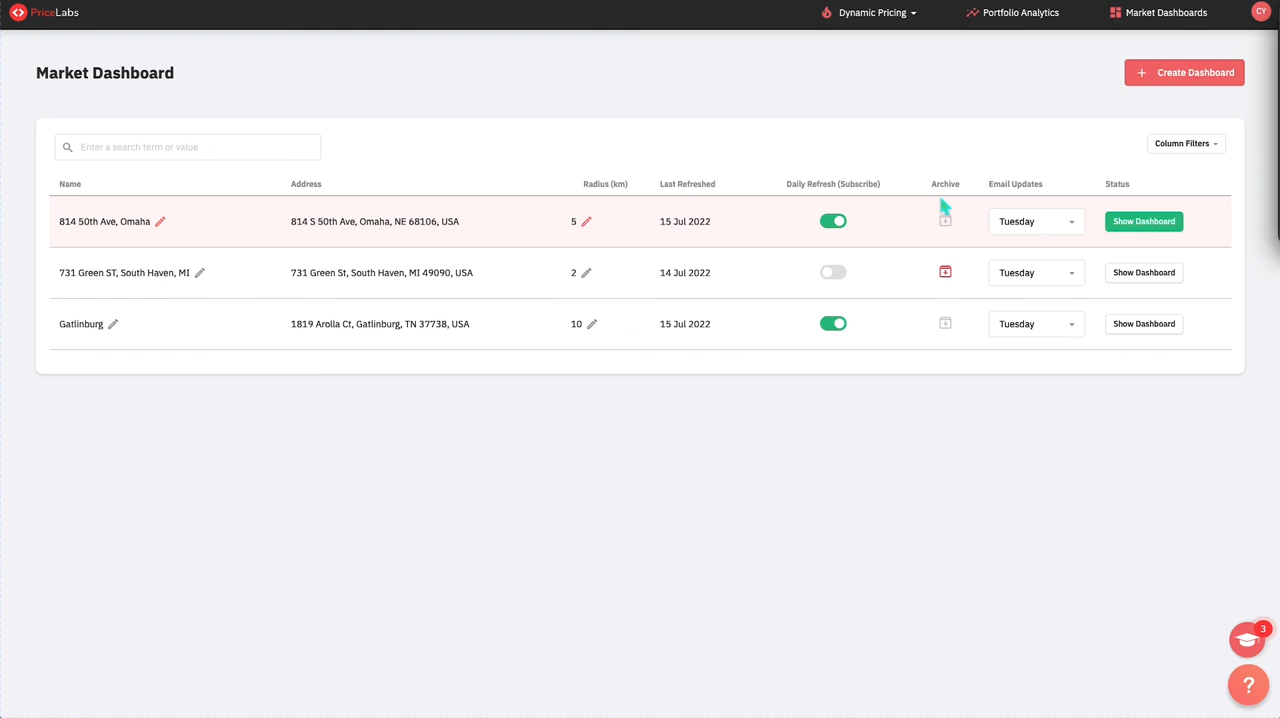 PriceLabs
Dynamic Pricing
Portfolio Analytics
Market Dashboards
CY
Market Dashboard
+ Create Dashboard
Enter a search term or value
Column Filters
Name Address Radius (km) Last Refreshed Daily Refresh (Subscribe) Archive Email Updates Status
814 50th Ave, Omaha 814 S 50th Ave, Omaha, NE 68106, USA 5 15 Jul 2022 Tuesday Show Dashboard
731 Green ST, South Haven, MI 731 Green St, South Haven, MI 49090, USA 2 14 Jul 2022 Tuesday Show Dashboard
Gatlinburg 1819 Arolla Ct, Gatlinburg, TN 37738, USA 10 15 Jul 2022 Tuesday Show Dashboard
3
?